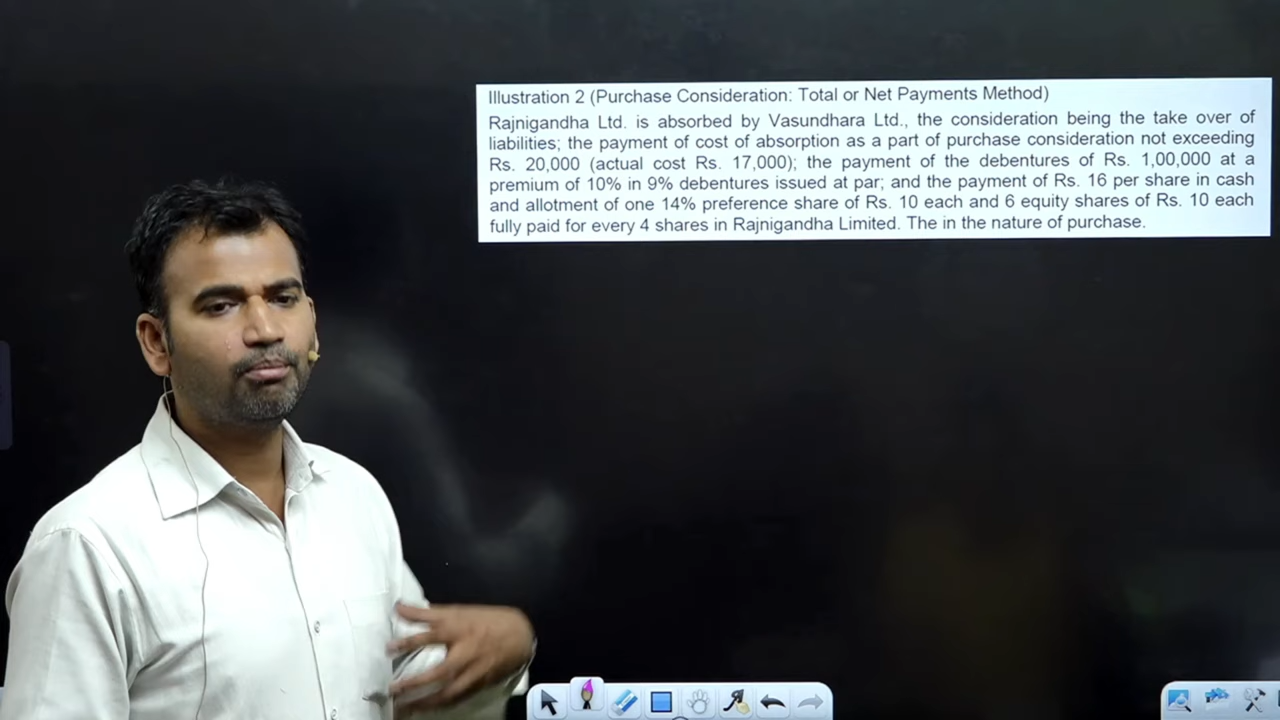 Illustration 2 (Purchase Consideration: Total or Net Payments Method)
Rajnigandha Ltd. is absorbed by Vasundhara Ltd., the consideration being the take over of
liabilities; the payment of cost of absorption as a part of purchase consideration not exceeding
Rs. 20,000 (actual cost Rs. 17,000); the payment of the debentures of Rs. 1,00,000 at a
premium of 10% in 9% debentures issued at par; and the payment of Rs. 16 per share in cash
and allotment of one 14% preference share of Rs. 10 each and 6 equity shares of Rs. 10 each
fully paid for every 4 shares in Rajnigandha Limited. The in the nature of purchase.